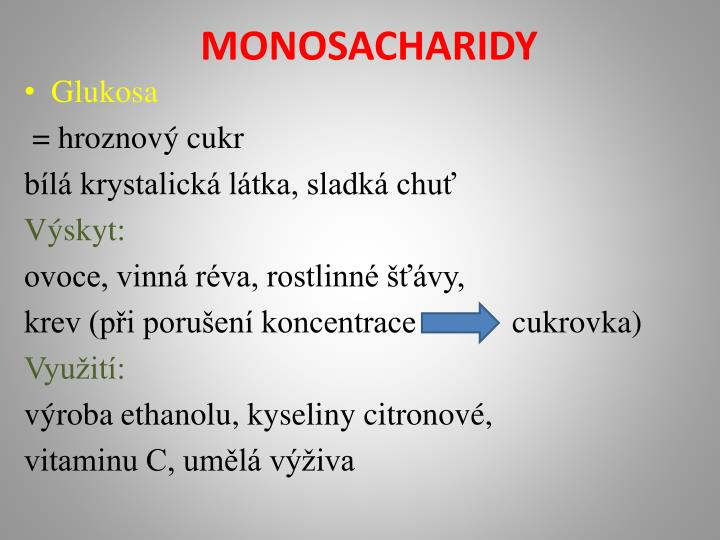 MONOSACHARIDY
• Glukosa
= hroznový cukr
bílá krystalická látka, sladká chuť
Výskyt:
ovoce, vinná réva, rostlinné šťávy,
krev (při porušení koncentrace cukrovka)
Využití:
výroba ethanolu, kyseliny citronové,
vitaminu C, umělá výživa